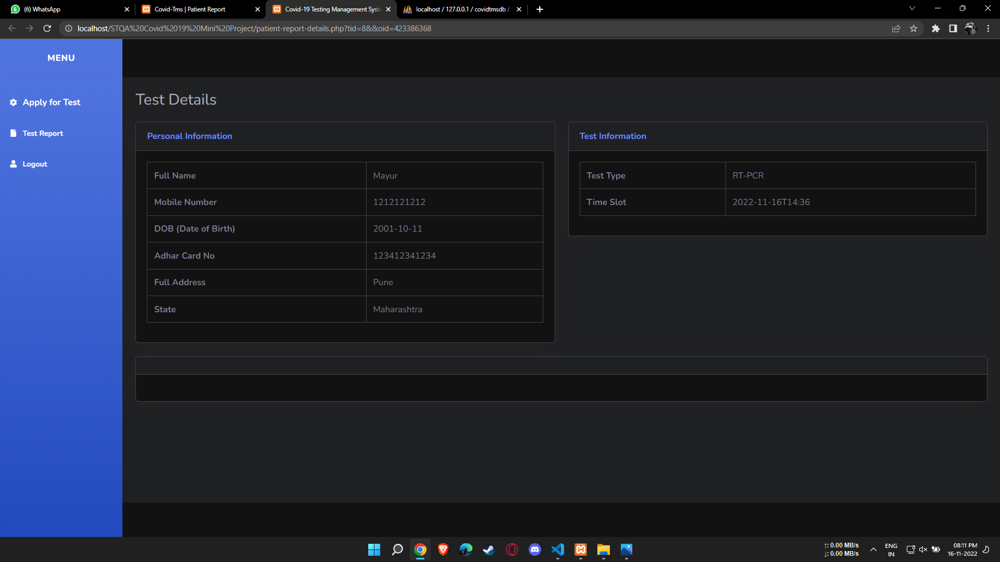 (6) WhatsApp
Covid-Tms | Patient Report
Covid-19 Testing Management Syst
localhost / 127.0.0.1 / covidtmsdb /
localhost/STQA%20Covid%2019%20Mini%20Project/patient-report-details.php?tid=8&&oid=423386368
MENU
Apply for Test
Test Report
Logout
Test Details
Personal Information
Full Name Mayur
Mobile Number 1212121212
DOB (Date of Birth) 2001-10-11
Adhar Card No 123412341234
Full Address Pune
State Maharashtra
Test Information
Test Type RT-PCR
Time Slot 2022-11-16T14:36
↑: 0.00 MB/s
↓: 0.00 MB/s
ENG
IN
08:11 PM
16-11-2022